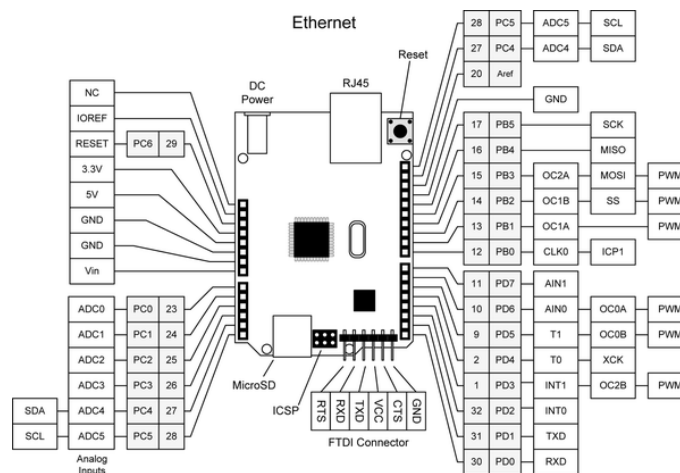 Ethernet
28 PC5 ADC5 SCL
27 PC4 ADC4 SDA
20 Aref
GND
17 PB5 SCK
16 PB4 MISO
15 PB3 OC2A MOSI PWM
14 PB2 OC1B SS PWM
13 PB1 OC1A PWM
12 PB0 CLK0 ICP1
11 PD7 AIN1
10 PD6 AIN0 OC0A PWM
9 PD5 T1 OC0B PWM
2 PD4 T0 XCK
1 PD3 INT1 OC2B PWM
32 PD2 INT0
31 PD1 TXD
30 PD0 RXD
DC
Power
RJ45
Reset
NC
IOREF
RESET PC6 29
3.3V
5V
GND
GND
Vin
ADC0 PC0 23
ADC1 PC1 24
ADC2 PC2 25
ADC3 PC3 26
SDA ADC4 PC4 27
SCL ADC5 PC5 28
Analog
Inputs
MicroSD
ICSP
RTS
RXD
TXD
VCC
CTS
GND
FTDI Connector